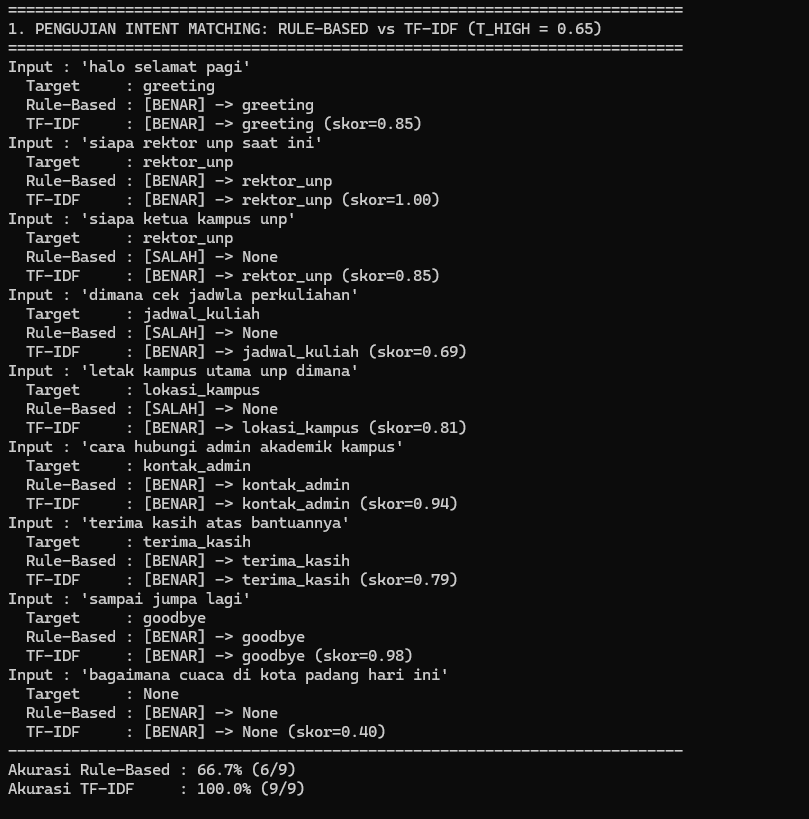 ===========================================================================
1. PENGUJIAN INTENT MATCHING: RULE-BASED vs TF-IDF (T_HIGH = 0.65)
===========================================================================
Input : 'halo selamat pagi'
  Target     : greeting
  Rule-Based : [BENAR] -> greeting
  TF-IDF     : [BENAR] -> greeting (skor=0.85)
Input : 'siapa rektor unp saat ini'
  Target     : rektor_unp
  Rule-Based : [BENAR] -> rektor_unp
  TF-IDF     : [BENAR] -> rektor_unp (skor=1.00)
Input : 'siapa ketua kampus unp'
  Target     : rektor_unp
  Rule-Based : [SALAH] -> None
  TF-IDF     : [BENAR] -> rektor_unp (skor=0.85)
Input : 'dimana cek jadwla perkuliahan'
  Target     : jadwal_kuliah
  Rule-Based : [SALAH] -> None
  TF-IDF     : [BENAR] -> jadwal_kuliah (skor=0.69)
Input : 'letak kampus utama unp dimana'
  Target     : lokasi_kampus
  Rule-Based : [SALAH] -> None
  TF-IDF     : [BENAR] -> lokasi_kampus (skor=0.81)
Input : 'cara hubungi admin akademik kampus'
  Target     : kontak_admin
  Rule-Based : [BENAR] -> kontak_admin
  TF-IDF     : [BENAR] -> kontak_admin (skor=0.94)
Input : 'terima kasih atas bantuannya'
  Target     : terima_kasih
  Rule-Based : [BENAR] -> terima_kasih
  TF-IDF     : [BENAR] -> terima_kasih (skor=0.79)
Input : 'sampai jumpa lagi'
  Target     : goodbye
  Rule-Based : [BENAR] -> goodbye
  TF-IDF     : [BENAR] -> goodbye (skor=0.98)
Input : 'bagaimana cuaca di kota padang hari ini'
  Target     : None
  Rule-Based : [BENAR] -> None
  TF-IDF     : [BENAR] -> None (skor=0.40)
---------------------------------------------------------------------------
Akurasi Rule-Based : 66.7% (6/9)
Akurasi TF-IDF     : 100.0% (9/9)